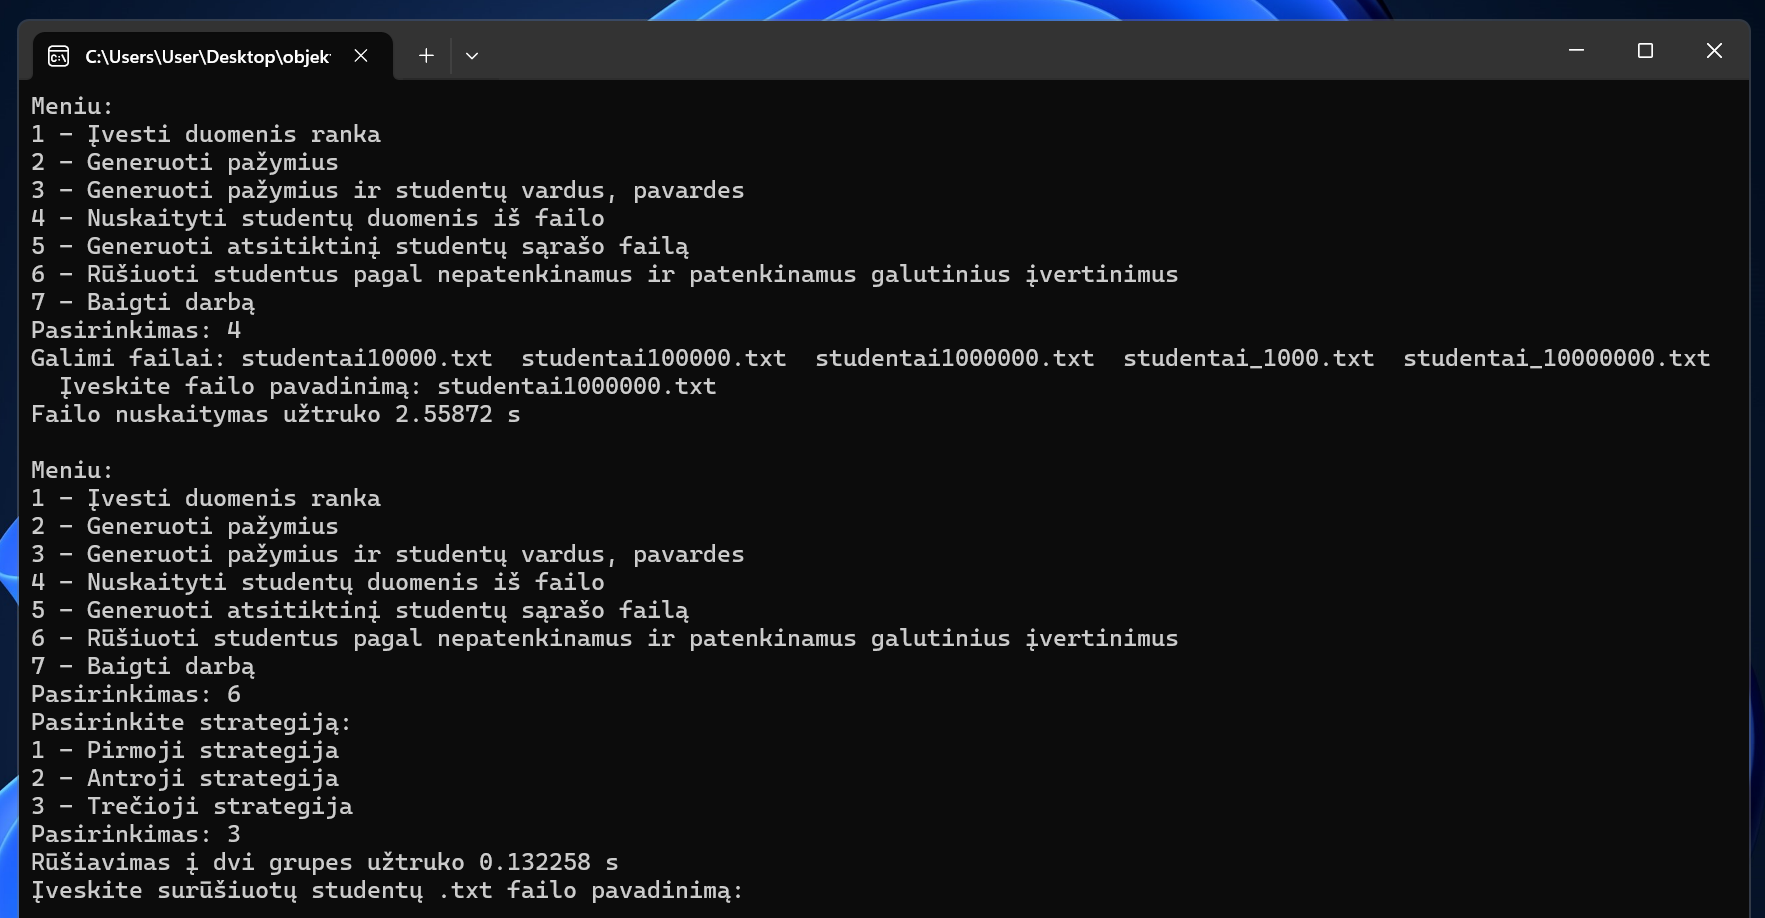 C:\Users\User\Desktop\objek
Meniu:
1 - Įvesti duomenis ranka
2 - Generuoti pažymius
3 - Generuoti pažymius ir studentų vardus, pavardes
4 - Nuskaityti studentų duomenis iš failo
5 - Generuoti atsitiktinį studentų sąrašo failą
6 - Rūšiuoti studentus pagal nepatenkinamus ir patenkinamus galutinius įvertinimus
7 - Baigti darbą
Pasirinkimas: 4
Galimi failai: studentai10000.txt  studentai100000.txt  studentai1000000.txt  studentai_1000.txt  studentai_10000000.txt
  Įveskite failo pavadinimą: studentai1000000.txt
Failo nuskaitymas užtruko 2.55872 s
Meniu:
1 - Įvesti duomenis ranka
2 - Generuoti pažymius
3 - Generuoti pažymius ir studentų vardus, pavardes
4 - Nuskaityti studentų duomenis iš failo
5 - Generuoti atsitiktinį studentų sąrašo failą
6 - Rūšiuoti studentus pagal nepatenkinamus ir patenkinamus galutinius įvertinimus
7 - Baigti darbą
Pasirinkimas: 6
Pasirinkite strategiją:
1 - Pirmoji strategija
2 - Antroji strategija
3 - Trečioji strategija
Pasirinkimas: 3
Rūšiavimas į dvi grupes užtruko 0.132258 s
Įveskite surūšiuotų studentų .txt failo pavadinimą: